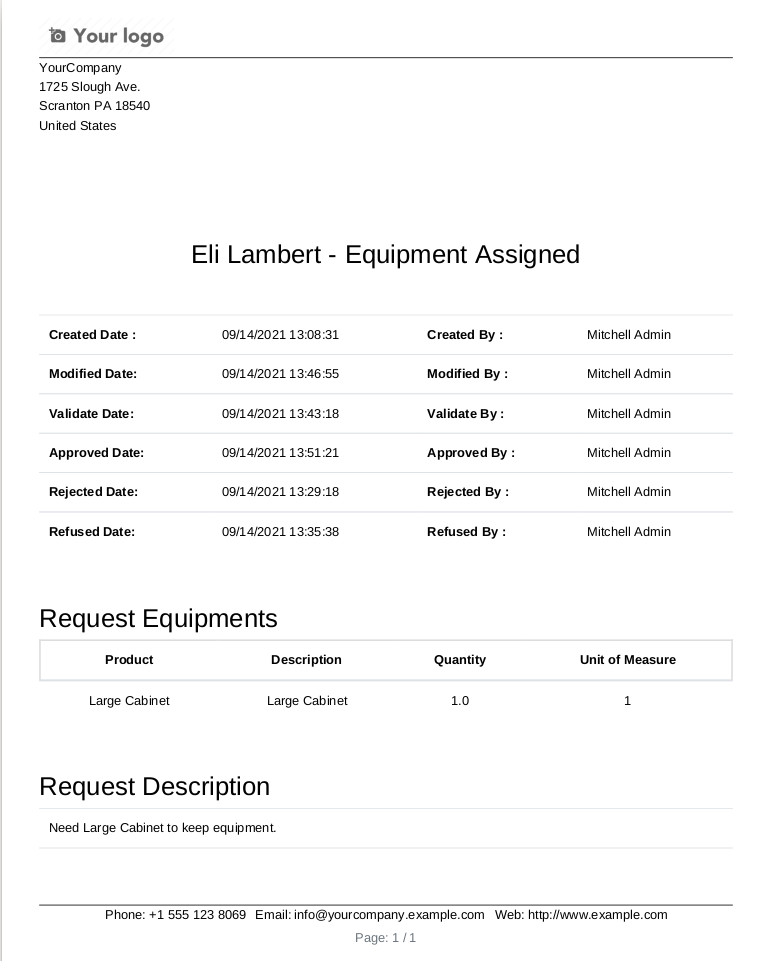 Your logo
YourCompany
1725 Slough Ave.
Scranton PA 18540
United States
Eli Lambert - Equipment Assigned
Created Date : 09/14/2021 13:08:31 Created By : Mitchell Admin
Modified Date: 09/14/2021 13:46:55 Modified By : Mitchell Admin
Validate Date: 09/14/2021 13:43:18 Validate By : Mitchell Admin
Approved Date: 09/14/2021 13:51:21 Approved By : Mitchell Admin
Rejected Date: 09/14/2021 13:29:18 Rejected By : Mitchell Admin
Refused Date: 09/14/2021 13:35:38 Refused By : Mitchell Admin
Request Equipments
Product Description Quantity Unit of Measure
Large Cabinet Large Cabinet 1.0 1
Request Description
Need Large Cabinet to keep equipment.
Phone: +1 555 123 8069 Email: info@yourcompany.example.com Web: http://www.example.com
Page: 1 / 1